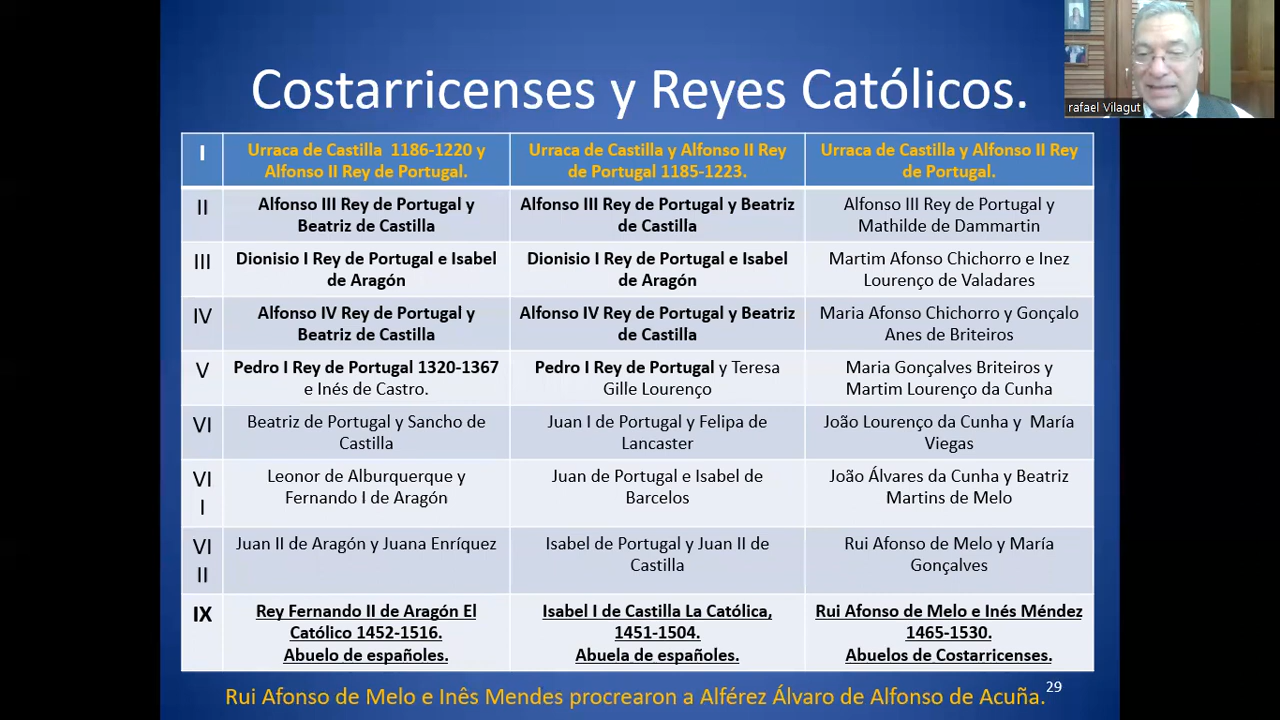 Costarricenses y Reyes Católicos.
rafael Vilagut
I
Urraca de Castilla 1186-1220 y
Alfonso II Rey de Portugal.
Urraca de Castilla y Alfonso II Rey
de Portugal 1185-1223.
Urraca de Castilla y Alfonso II Rey
de Portugal.
II
Alfonso III Rey de Portugal y
Beatriz de Castilla
Alfonso III Rey de Portugal y Beatriz
de Castilla
Alfonso III Rey de Portugal y
Mathilde de Dammartin
III
Dionisio I Rey de Portugal e Isabel
de Aragón
Dionisio I Rey de Portugal e Isabel
de Aragón
Martim Afonso Chichorro e Inez
Lourenço de Valadares
IV
Alfonso IV Rey de Portugal y
Beatriz de Castilla
Alfonso IV Rey de Portugal y Beatriz
de Castilla
Maria Afonso Chichorro y Gonçalo
Anes de Briteiros
V
Pedro I Rey de Portugal 1320-1367
e Inés de Castro.
Pedro I Rey de Portugal y Teresa
Gille Lourenço
Maria Gonçalves Briteiros y
Martim Lourenço da Cunha
VI
Beatriz de Portugal y Sancho de
Castilla
Juan I de Portugal y Felipa de
Lancaster
João Lourenço da Cunha y María
Viegas
VI
I
Leonor de Alburquerque y
Fernando I de Aragón
Juan de Portugal e Isabel de
Barcelos
João Álvares da Cunha y Beatriz
Martins de Melo
VI
II
Juan II de Aragón y Juana Enríquez
Isabel de Portugal y Juan II de
Castilla
Rui Afonso de Melo y María
Gonçalves
IX
Rey Fernando II de Aragón El
Católico 1452-1516.
Abuelo de españoles.
Isabel I de Castilla La Católica,
1451-1504.
Abuela de españoles.
Rui Afonso de Melo e Inés Méndez
1465-1530.
Abuelos de Costarricenses.
Rui Afonso de Melo e Inês Mendes procrearon a Alférez Álvaro de Alfonso de Acuña.
29